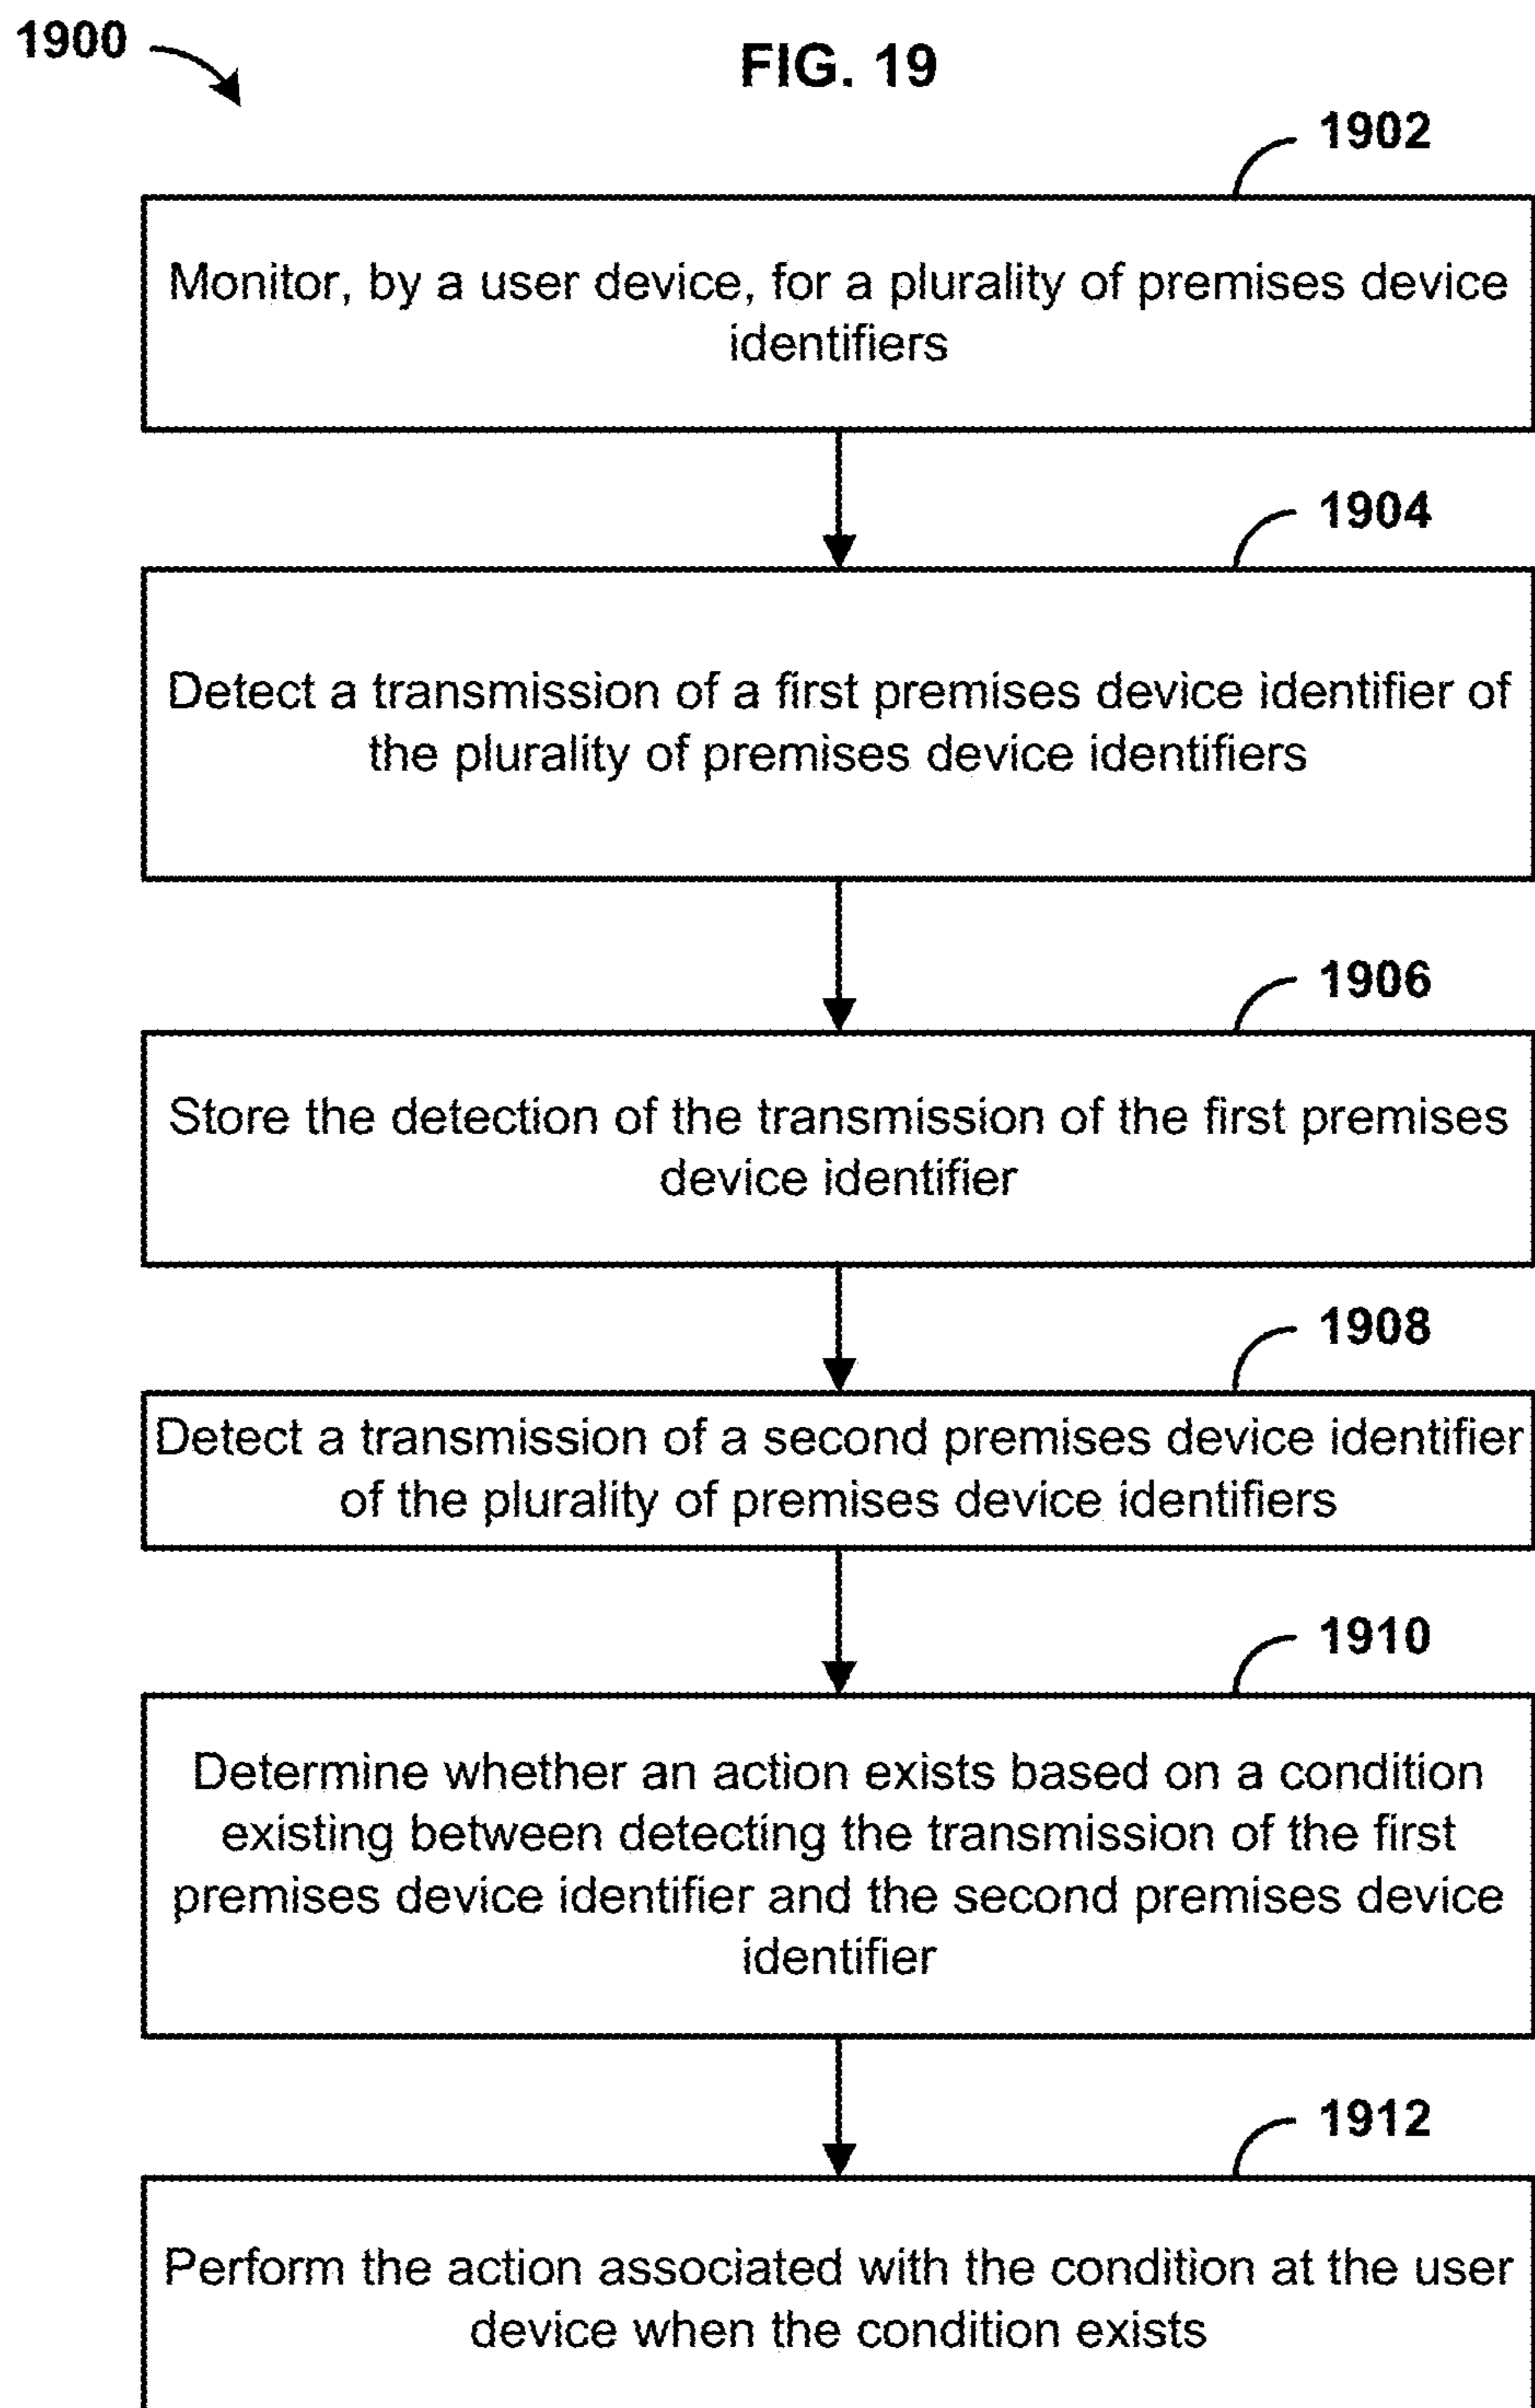 1900
FIG. 19
1902
Monitor, by a user device, for a plurality of premises device
identifiers
1904
Detect a transmission of a first premises device identifier of
the plurality of premises device identifiers
1906
Store the detection of the transmission of the first premises
device identifier
1908
Detect a transmission of a second premises device identifier
of the plurality of premises device identifiers
1910
Determine whether an action exists based on a condition
existing between detecting the transmission of the first
premises device identifier and the second premises device
identifier
1912
Perform the action associated with the condition at the user
device when the condition exists